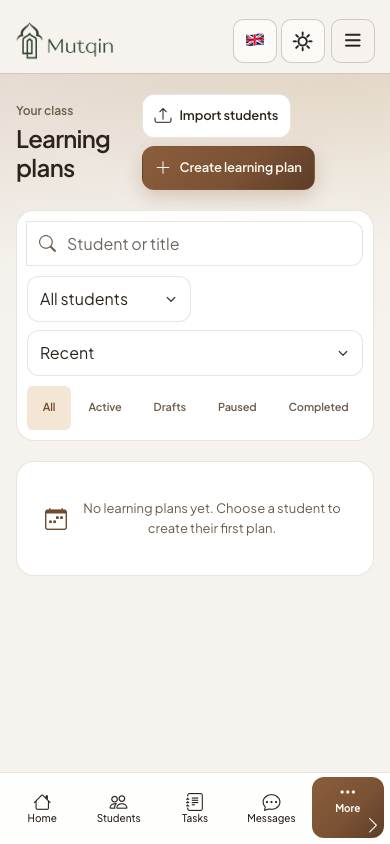 Mutqin
Your class
Learning
plans
Import students
Create learning plan
Student or title
All students
Recent
All
Active
Drafts
Paused
Completed
No learning plans yet. Choose a student to
create their first plan.
Home
Students
Tasks
Messages
More